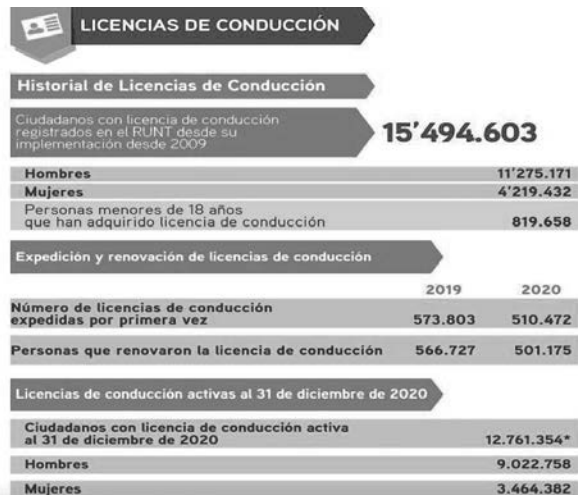 LICENCIAS DE CONDUCCIÓN
Historial de Licencias de Conducción
Ciudadanos con licencia de conducción
registrados en el RUNT desde su
implementación desde 2009
15’494.603
Hombres 11’275.171
Mujeres 4’219.432
Personas menores de 18 años
que han adquirido licencia de conducción 819.658
Expedición y renovación de licencias de conducción
2019 2020
Número de licencias de conducción
expedidas por primera vez 573.803 510.472
Personas que renovaron la licencia de conducción 566.727 501.175
Licencias de conducción activas al 31 de diciembre de 2020
Ciudadanos con licencia de conducción activa
al 31 de diciembre de 2020 12.761.354*
Hombres 9.022.758
Mujeres 3.464.382